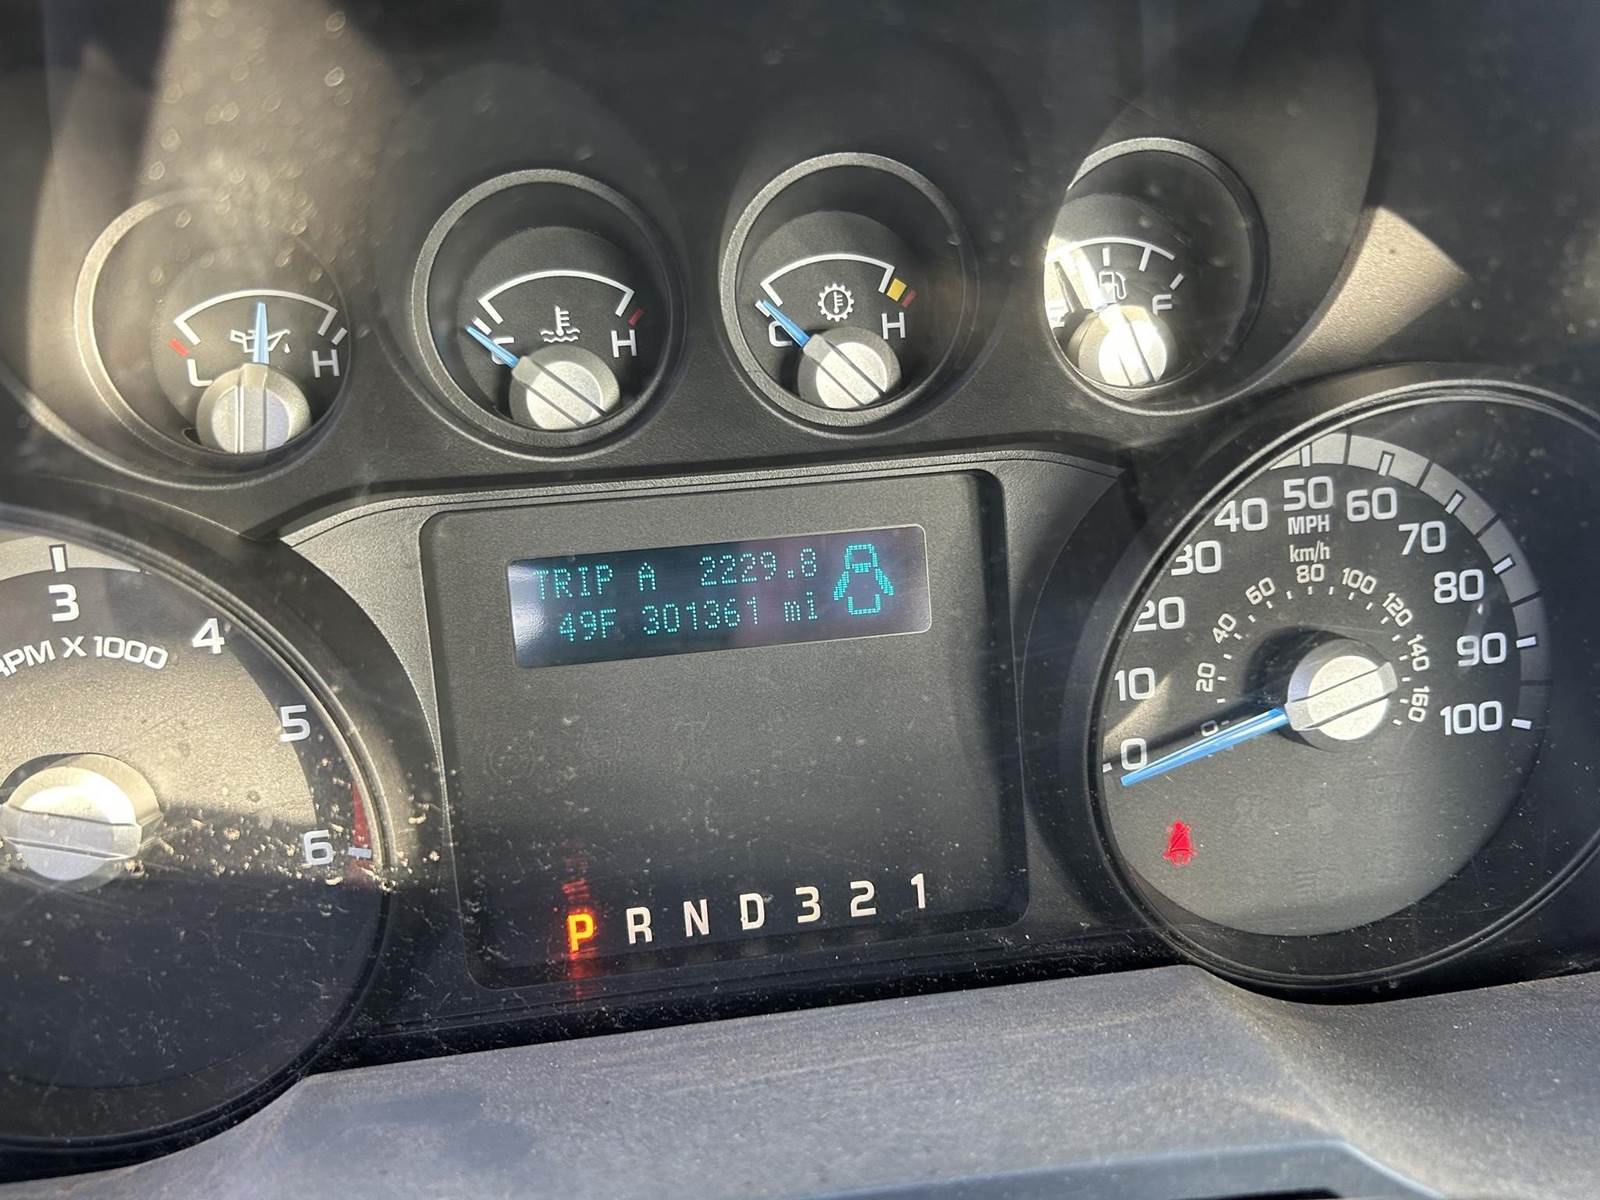 L H
C H
C H
E F
TRIP A 2229.8
49F 301361 mi
3
4
5
6
RPM X 1000
P R N D 3 2 1
0 10 20 30 40 50 60 70 80 90 100
MPH
km/h
0 20 40 60 80 100 120 140 160